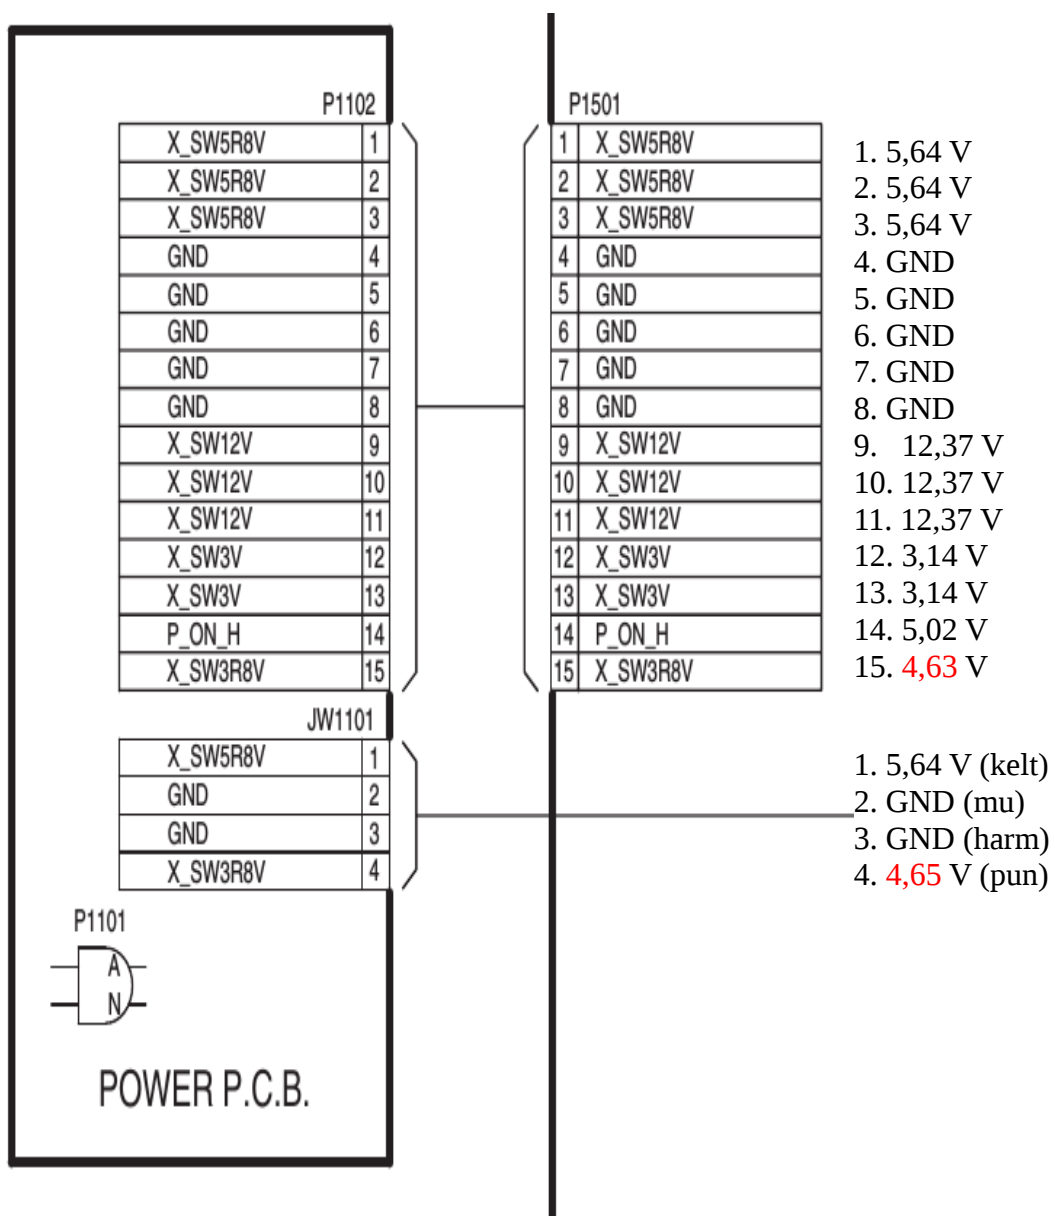 P1102
X_SW5R8V 1
X_SW5R8V 2
X_SW5R8V 3
GND 4
GND 5
GND 6
GND 7
GND 8
X_SW12V 9
X_SW12V 10
X_SW12V 11
X_SW3V 12
X_SW3V 13
P_ON_H 14
X_SW3R8V 15
P1501
1 X_SW5R8V
2 X_SW5R8V
3 X_SW5R8V
4 GND
5 GND
6 GND
7 GND
8 GND
9 X_SW12V
10 X_SW12V
11 X_SW12V
12 X_SW3V
13 X_SW3V
14 P_ON_H
15 X_SW3R8V
1. 5,64 V
2. 5,64 V
3. 5,64 V
4. GND
5. GND
6. GND
7. GND
8. GND
9. 12,37 V
10. 12,37 V
11. 12,37 V
12. 3,14 V
13. 3,14 V
14. 5,02 V
15. 4,63 V
JW1101
X_SW5R8V 1
GND 2
GND 3
X_SW3R8V 4
1. 5,64 V (kelt)
2. GND (mu)
3. GND (harm)
4. 4,65 V (pun)
P1101
A
N
POWER P.C.B.